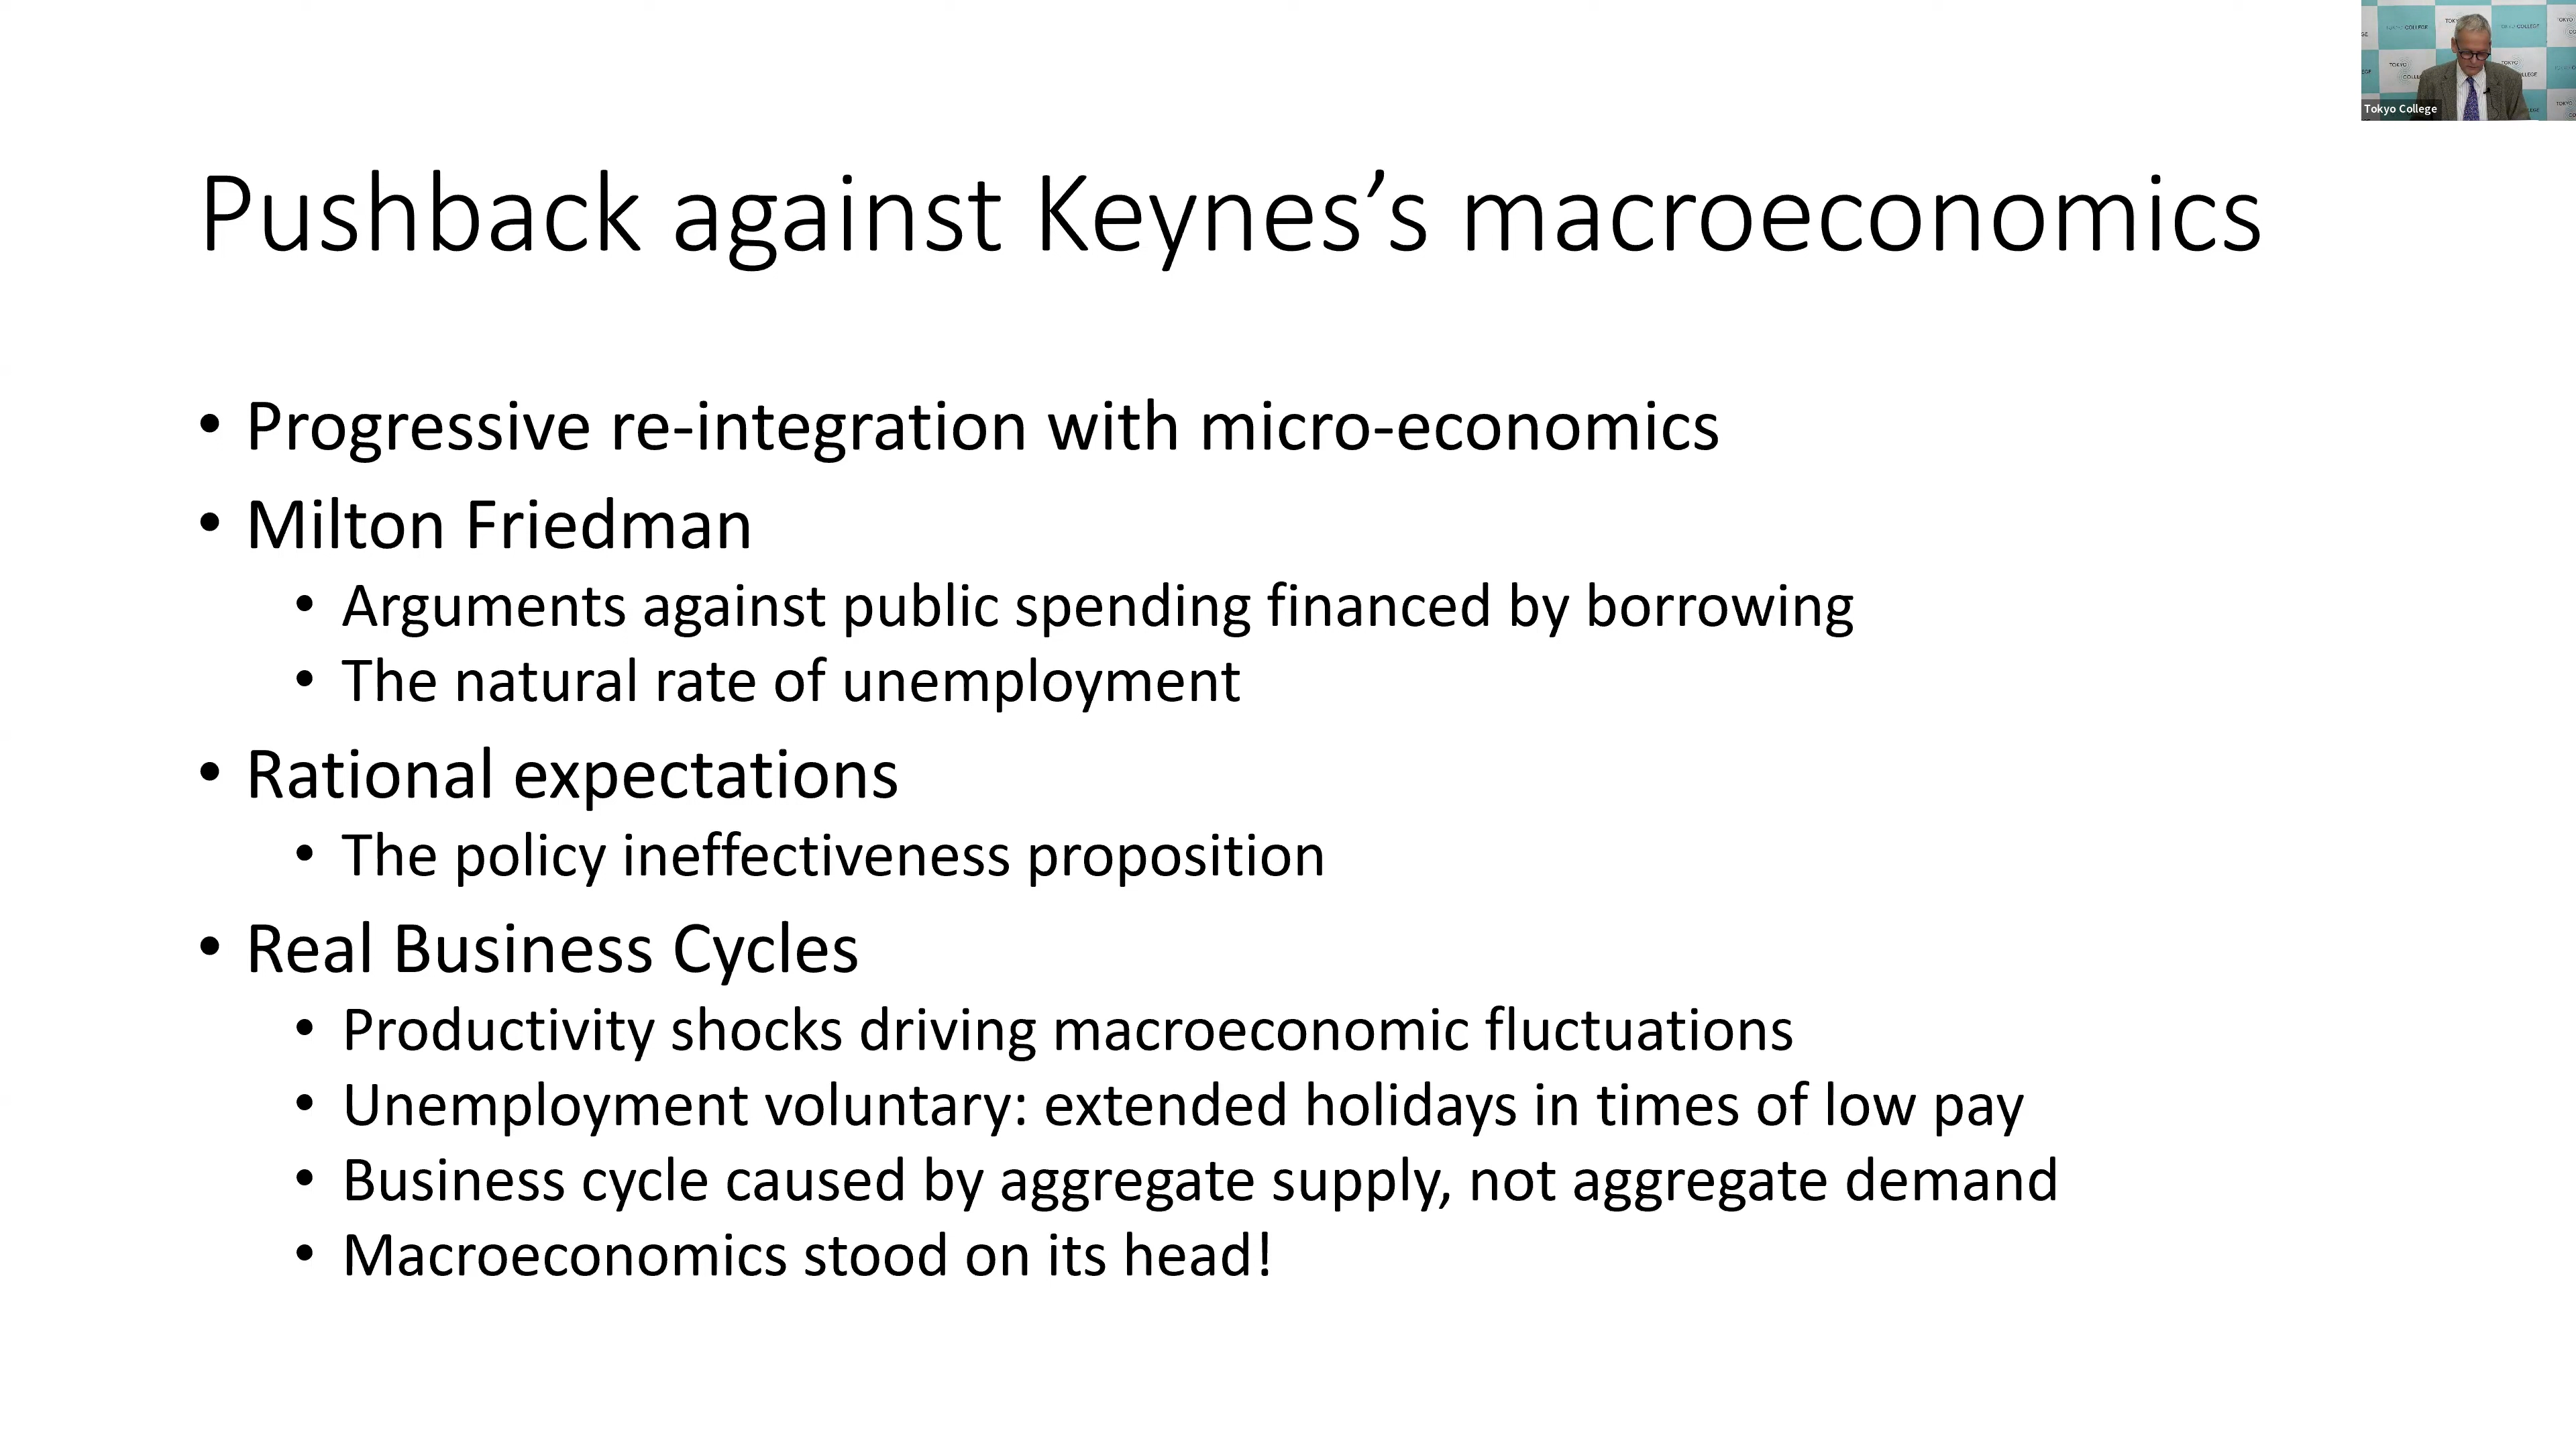 Tokyo College
Pushback against Keynes’s macroeconomics
• Progressive re-integration with micro-economics
• Milton Friedman
• Arguments against public spending financed by borrowing
• The natural rate of unemployment
• Rational expectations
• The policy ineffectiveness proposition
• Real Business Cycles
• Productivity shocks driving macroeconomic fluctuations
• Unemployment voluntary: extended holidays in times of low pay
• Business cycle caused by aggregate supply, not aggregate demand
• Macroeconomics stood on its head!